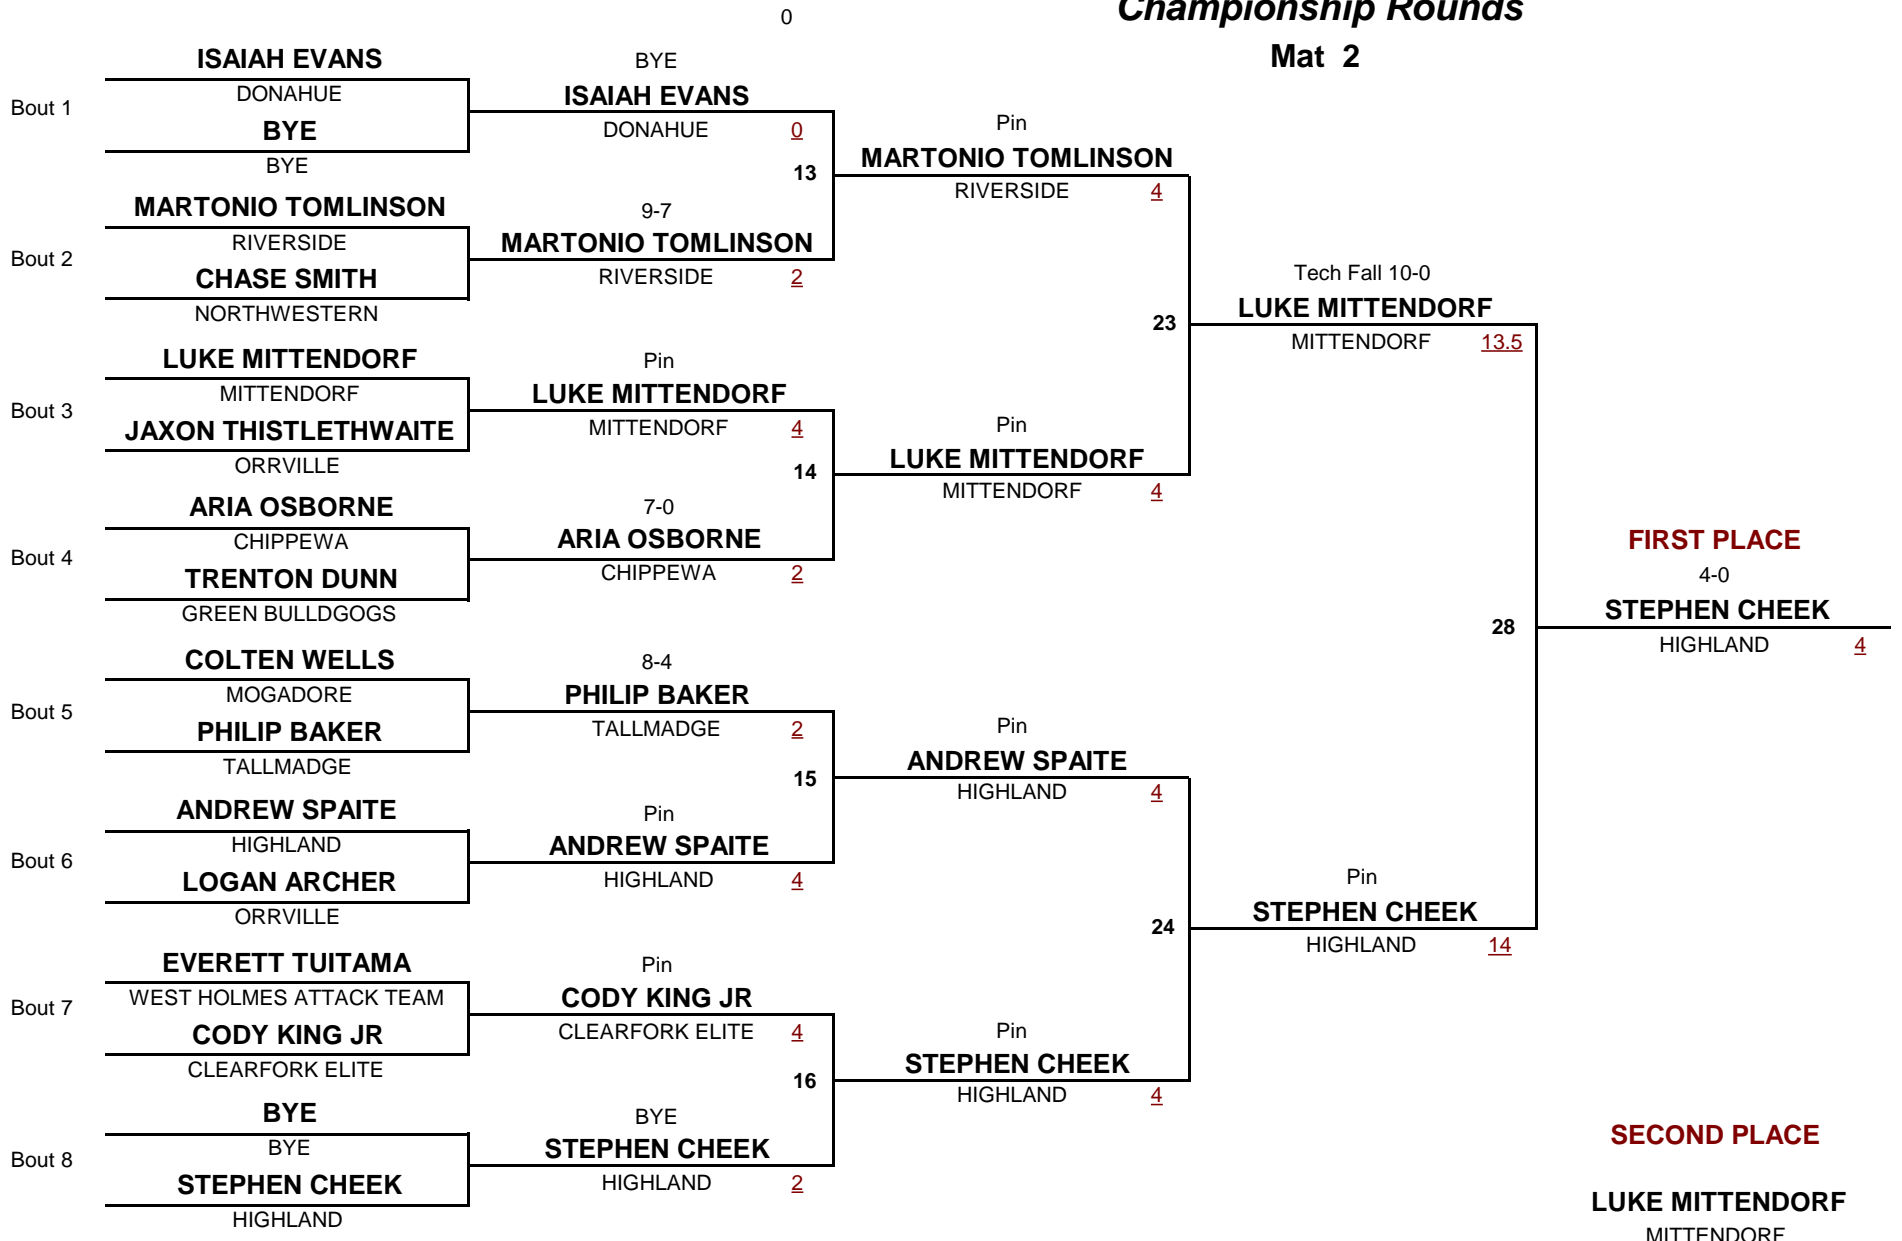 0
Championship Rounds
Mat 2
ISAIAH EVANS
DONAHUE
Bout 1
BYE
BYE
MARTONIO TOMLINSON
RIVERSIDE
Bout 2
CHASE SMITH
NORTHWESTERN
LUKE MITTENDORF
MITTENDORF
Bout 3
JAXON THISTLETHWAITE
ORRVILLE
ARIA OSBORNE
CHIPPEWA
Bout 4
TRENTON DUNN
GREEN BULLDGOGS
COLTEN WELLS
MOGADORE
Bout 5
PHILIP BAKER
TALLMADGE
ANDREW SPAITE
HIGHLAND
Bout 6
LOGAN ARCHER
ORRVILLE
EVERETT TUITAMA
WEST HOLMES ATTACK TEAM
Bout 7
CODY KING JR
CLEARFORK ELITE
BYE
BYE
Bout 8
STEPHEN CHEEK
HIGHLAND
BYE
ISAIAH EVANS
DONAHUE 0
13
9-7
MARTONIO TOMLINSON
RIVERSIDE 2
Pin
LUKE MITTENDORF
MITTENDORF 4
14
7-0
ARIA OSBORNE
CHIPPEWA 2
8-4
PHILIP BAKER
TALLMADGE 2
15
Pin
ANDREW SPAITE
HIGHLAND 4
Pin
CODY KING JR
CLEARFORK ELITE 4
16
BYE
STEPHEN CHEEK
HIGHLAND 2
Pin
MARTONIO TOMLINSON
RIVERSIDE 4
23
Pin
LUKE MITTENDORF
MITTENDORF 4
Pin
ANDREW SPAITE
HIGHLAND 4
24
Pin
STEPHEN CHEEK
HIGHLAND 4
Tech Fall 10-0
LUKE MITTENDORF
MITTENDORF 13.5
28
Pin
STEPHEN CHEEK
HIGHLAND 14
FIRST PLACE
4-0
STEPHEN CHEEK
HIGHLAND 4
SECOND PLACE
LUKE MITTENDORF
MITTENDORF